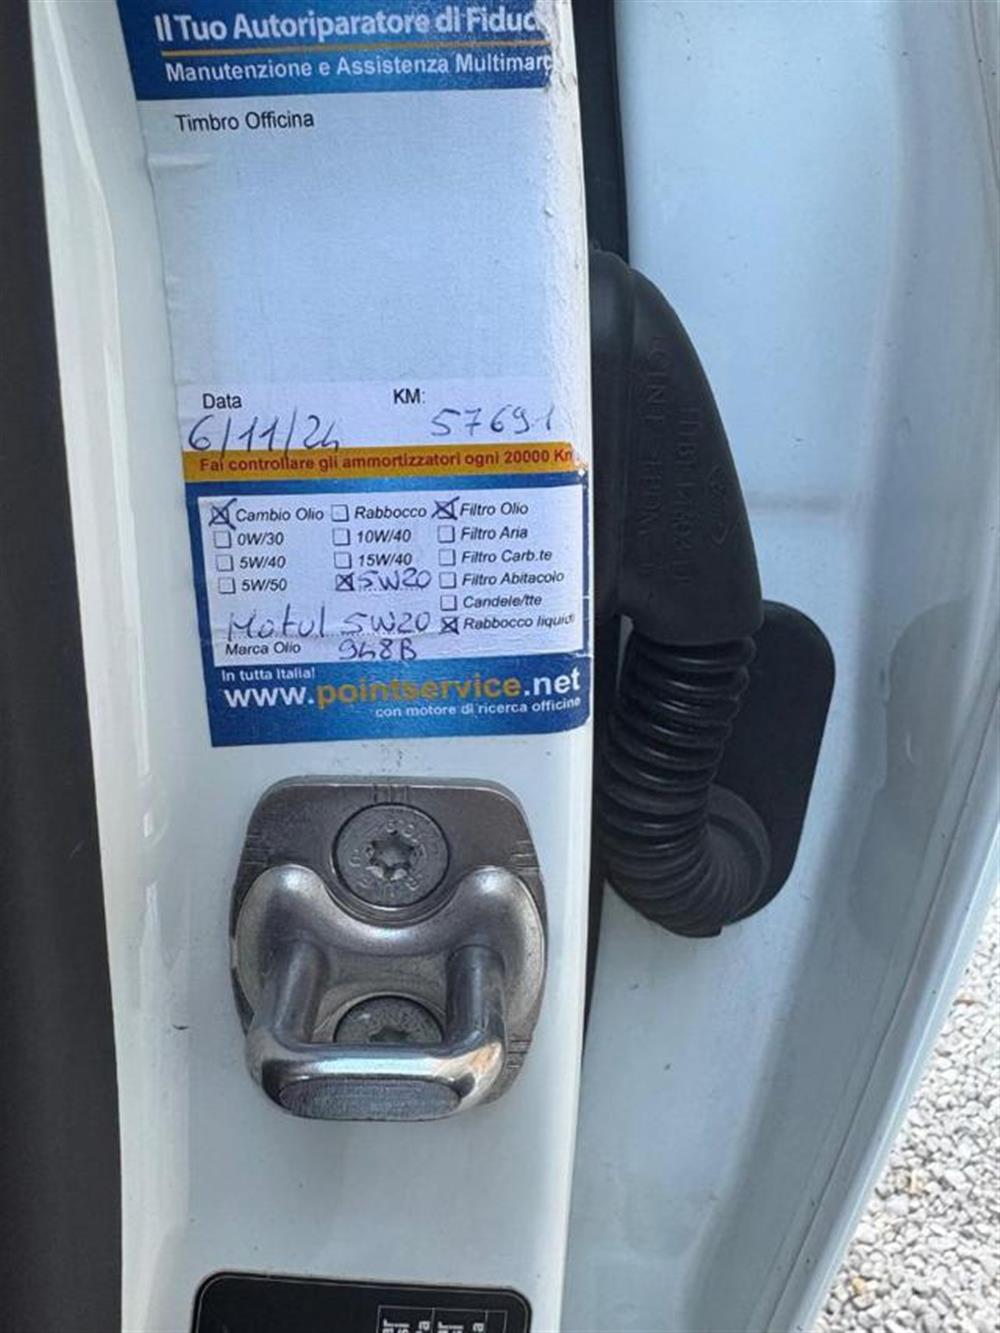 Il Tuo Autoriparatore di Fiduc
Manutenzione e Assistenza Multimarc
Timbro Officina
Data KM:
6/11/24 57691
Fai controllare gli ammortizzatori ogni 20000 Km
Cambio Olio Rabbocco Filtro Olio
0W/30 10W/40 Filtro Aria
5W/40 15W/40 Filtro Carb.te
5W/50 5W20 Filtro Abitacolo
Candele/tte
Motul 5W20 Rabbocco liquidi
Marca Olio 948B
In tutta Italia!
www.pointservice.net
con motore di ricerca officine